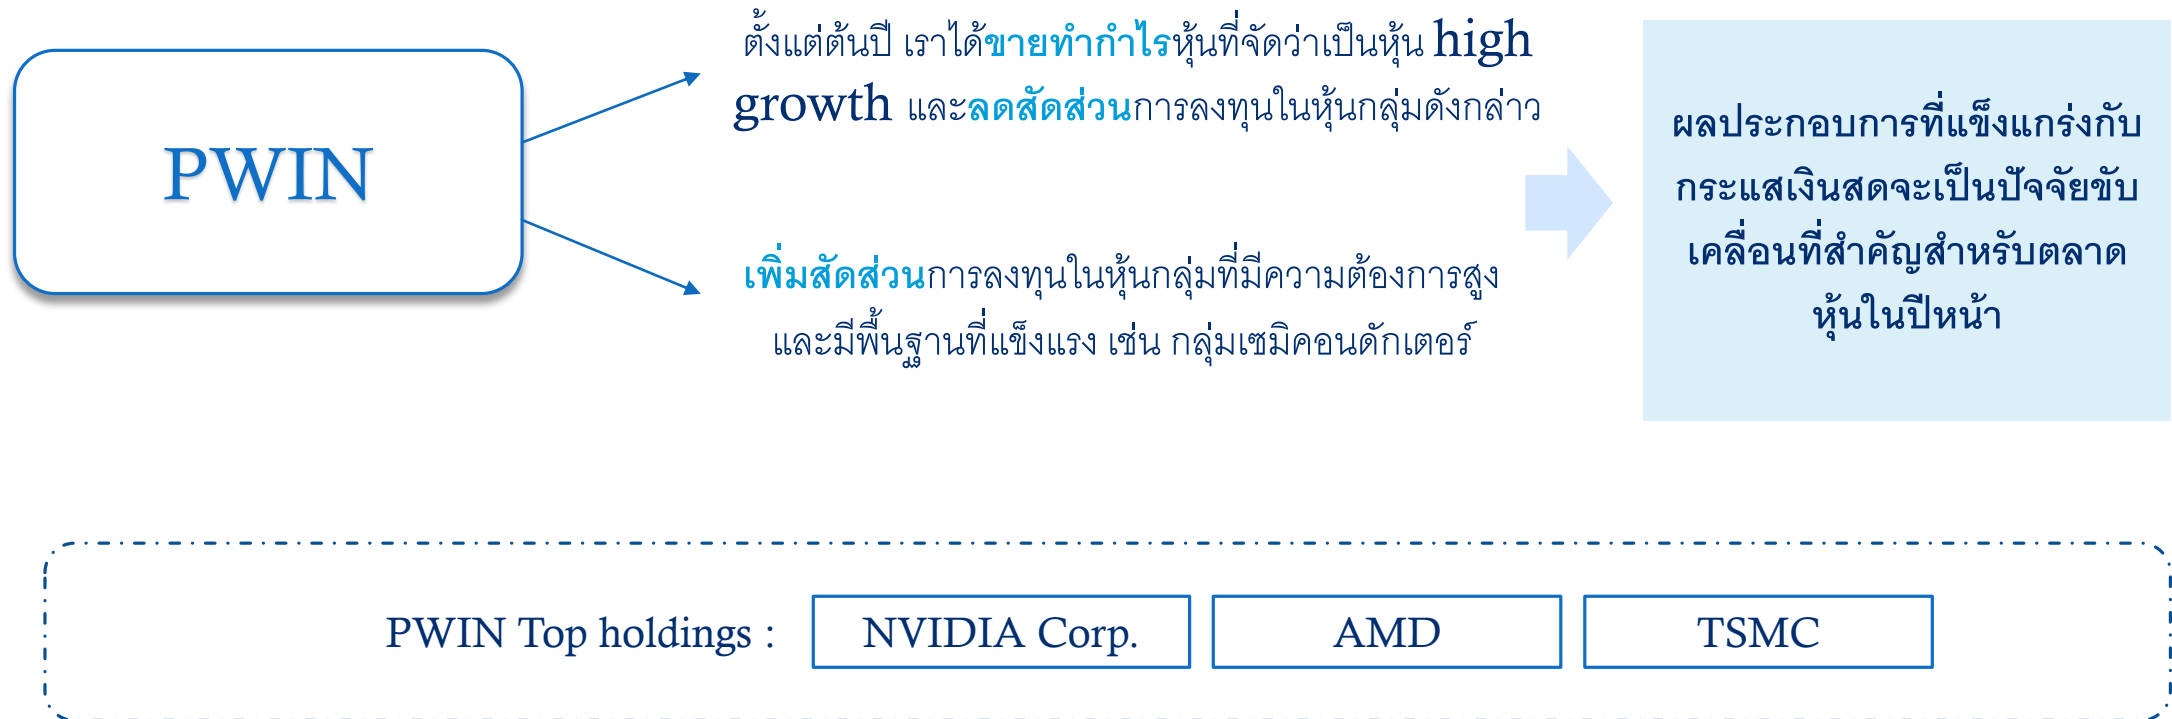 PWIN
ตั้งแต่ต้นปี เราได้ขายทำกำไรหุ้นที่จัดว่าเป็นหุ้น high
growth และลดสัดส่วนการลงทุนในหุ้นกลุ่มดังกล่าว
เพิ่มสัดส่วนการลงทุนในหุ้นกลุ่มที่มีความต้องการสูง
และมีพื้นฐานที่แข็งแรง เช่น กลุ่มเซมิคอนดักเตอร์
ผลประกอบการที่แข็งแกร่งกับ
กระแสเงินสดจะเป็นปัจจัยขับ
เคลื่อนที่สำคัญสำหรับตลาด
หุ้นในปีหน้า
PWIN Top holdings : NVIDIA Corp. AMD TSMC